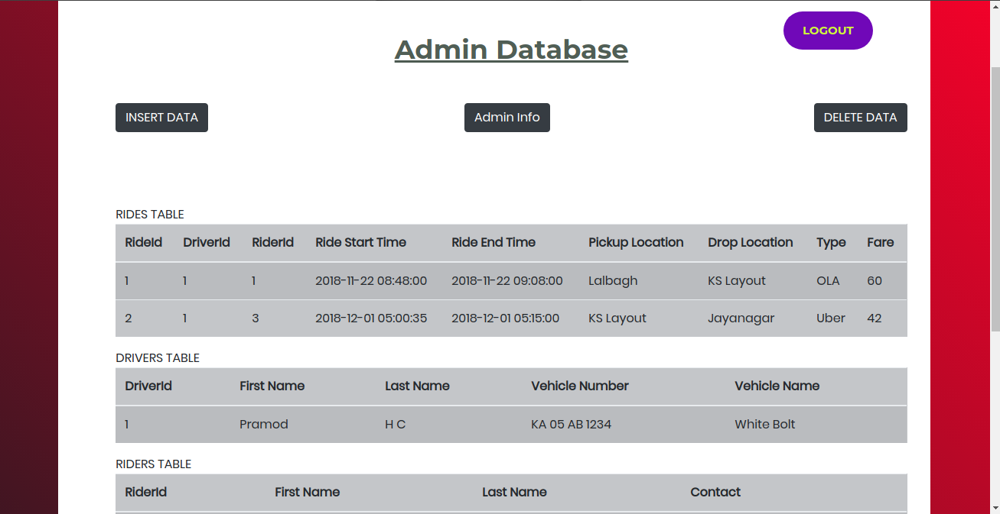 LOGOUT
Admin Database
INSERT DATA Admin Info DELETE DATA
RIDES TABLE
RideId DriverId RiderId Ride Start Time Ride End Time Pickup Location Drop Location Type Fare
1 1 1 2018-11-22 08:48:00 2018-11-22 09:08:00 Lalbagh KS Layout OLA 60
2 1 3 2018-12-01 05:00:35 2018-12-01 05:15:00 KS Layout Jayanagar Uber 42
DRIVERS TABLE
DriverId First Name Last Name Vehicle Number Vehicle Name
1 Pramod H C KA 05 AB 1234 White Bolt
RIDERS TABLE
RiderId First Name Last Name Contact